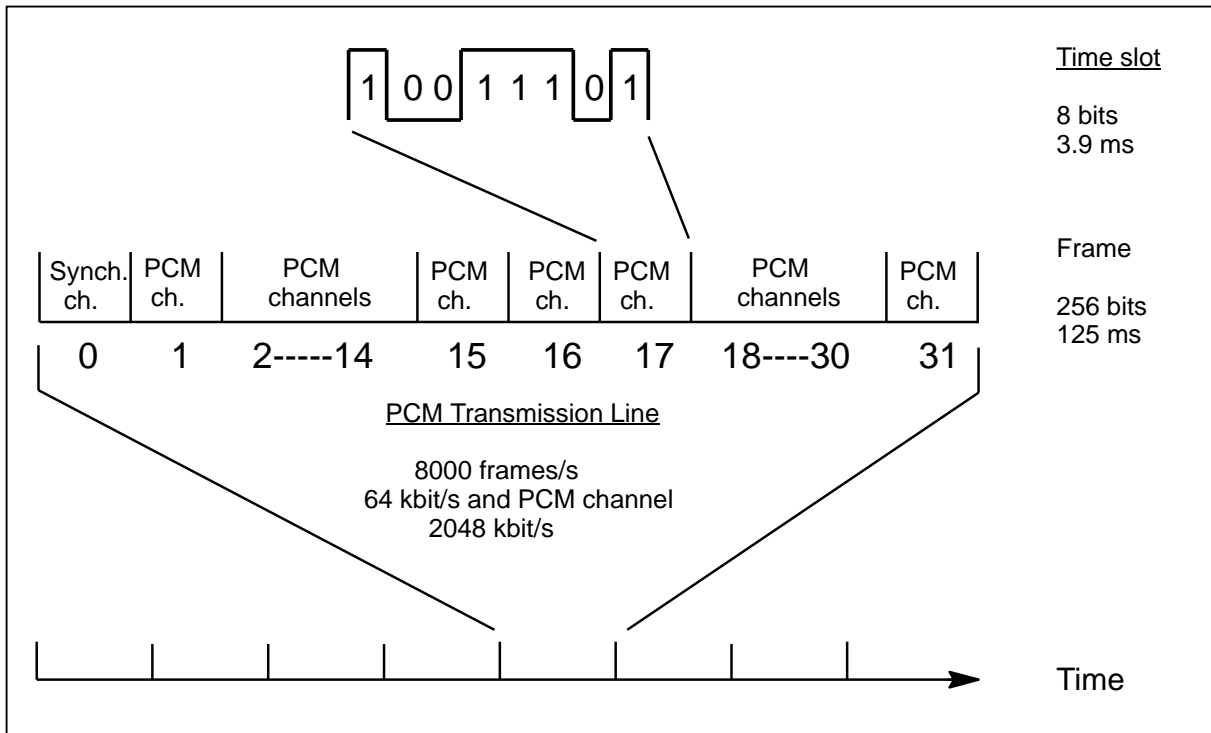 1 0 0 1 1 1 0 1
Time slot
8 bits
3.9 ms
Synch. ch.
PCM ch.
PCM channels
PCM ch.
PCM ch.
PCM ch.
PCM channels
PCM ch.
Frame
256 bits
125 ms
0 1 2-----14 15 16 17 18----30 31
PCM Transmission Line
8000 frames/s
64 kbit/s and PCM channel
2048 kbit/s
Time